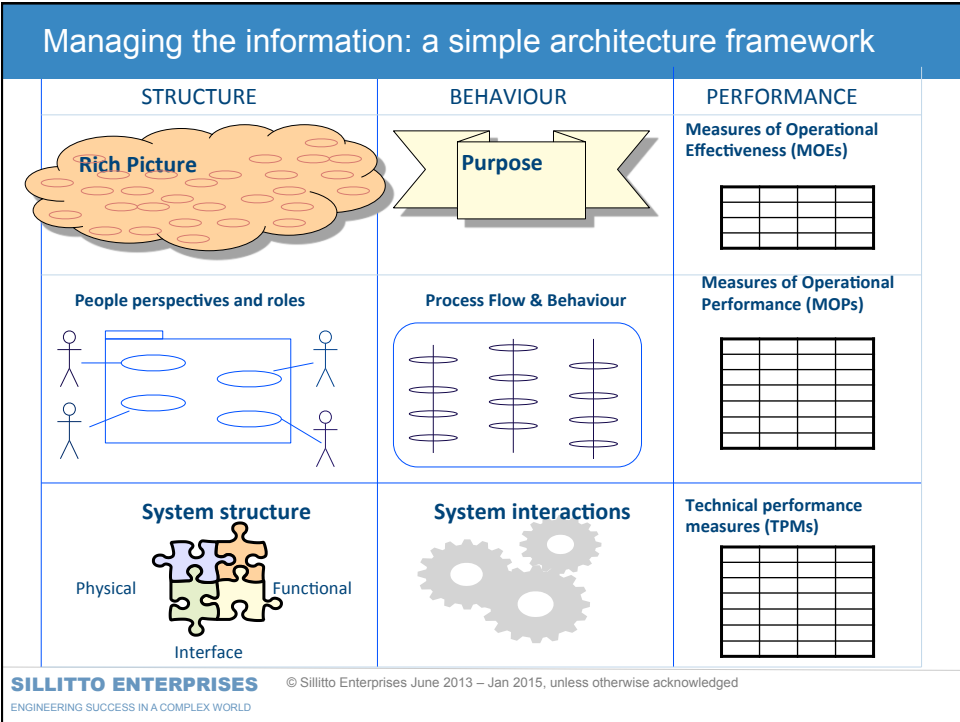 Managing the information: a simple architecture framework
STRUCTURE
BEHAVIOUR
PERFORMANCE
Rich Picture
Purpose
Measures of Operational
Effectiveness (MOEs)
People perspectives and roles
Process Flow & Behaviour
Measures of Operational
Performance (MOPs)
System structure
Physical
Functional
Interface
System interactions
Technical performance
measures (TPMs)
SILLITTO ENTERPRISES
ENGINEERING SUCCESS IN A COMPLEX WORLD
© Sillitto Enterprises June 2013 – Jan 2015, unless otherwise acknowledged